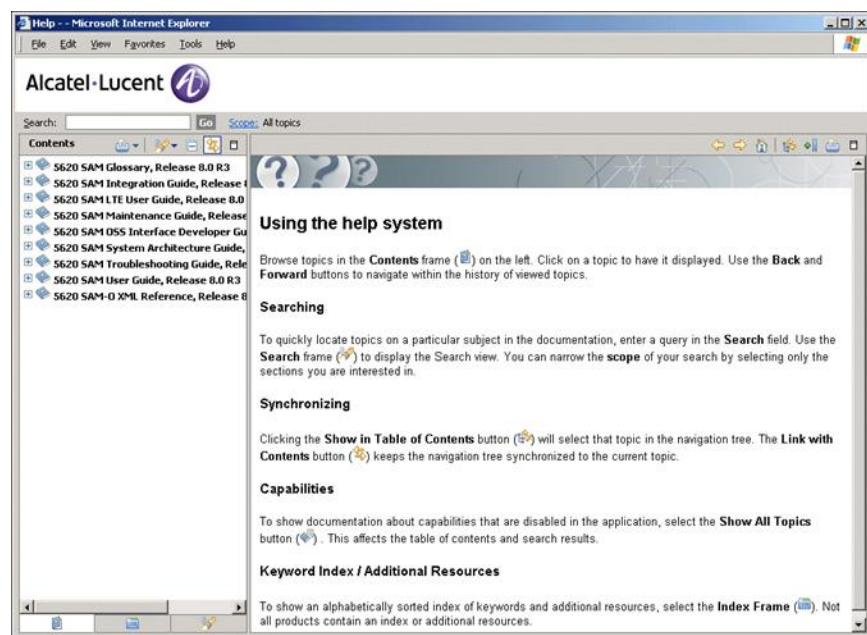 Help - - Microsoft Internet Explorer
File Edit View Favorites Tools Help
Alcatel·Lucent
Search: Go Scope: All topics
Contents
5620 SAM Glossary, Release 8.0 R3
5620 SAM Integration Guide, Release
5620 SAM LTE User Guide, Release 8.0
5620 SAM Maintenance Guide, Release
5620 SAM OSS Interface Developer Gu
5620 SAM System Architecture Guide,
5620 SAM Troubleshooting Guide, Rele
5620 SAM User Guide, Release 8.0 R3
5620 SAM-O XML Reference, Release 8
Using the help system
Browse topics in the Contents frame ( ) on the left. Click on a topic to have it displayed. Use the Back and
Forward buttons to navigate within the history of viewed topics.
Searching
To quickly locate topics on a particular subject in the documentation, enter a query in the Search field. Use the
Search frame ( ) to display the Search view. You can narrow the scope of your search by selecting only the
sections you are interested in.
Synchronizing
Clicking the Show in Table of Contents button ( ) will select that topic in the navigation tree. The Link with
Contents button ( ) keeps the navigation tree synchronized to the current topic.
Capabilities
To show documentation about capabilities that are disabled in the application, select the Show All Topics
button ( ) . This affects the table of contents and search results.
Keyword Index / Additional Resources
To show an alphabetically sorted index of keywords and additional resources, select the Index Frame ( ). Not
all products contain an index or additional resources.